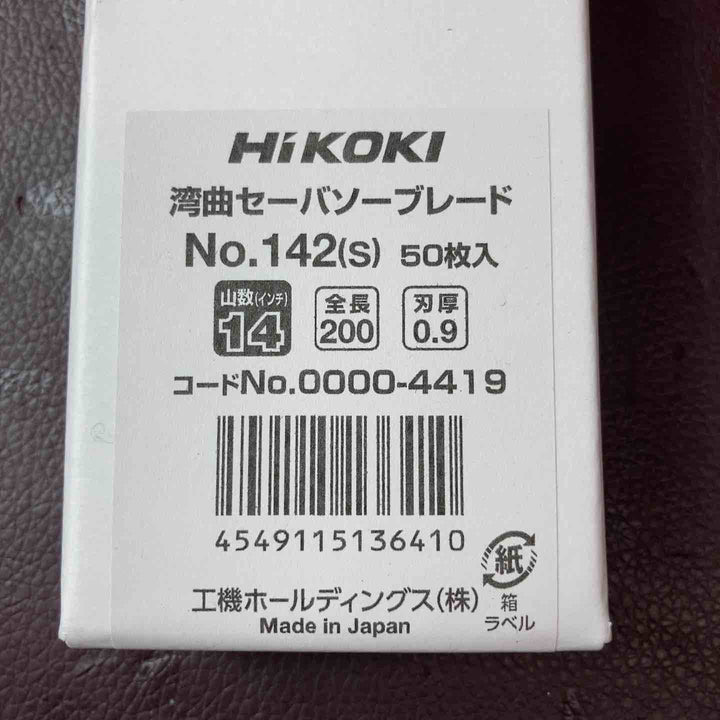 HiKOKI
湾曲セーバソーブレード
No.142(S) 50枚入
山数(インチ) 全長 刃厚
14 200 0.9
コードNo.0000-4419
4549115136410
紙
工機ホールディングス(株) 箱
Made in Japan ラベル